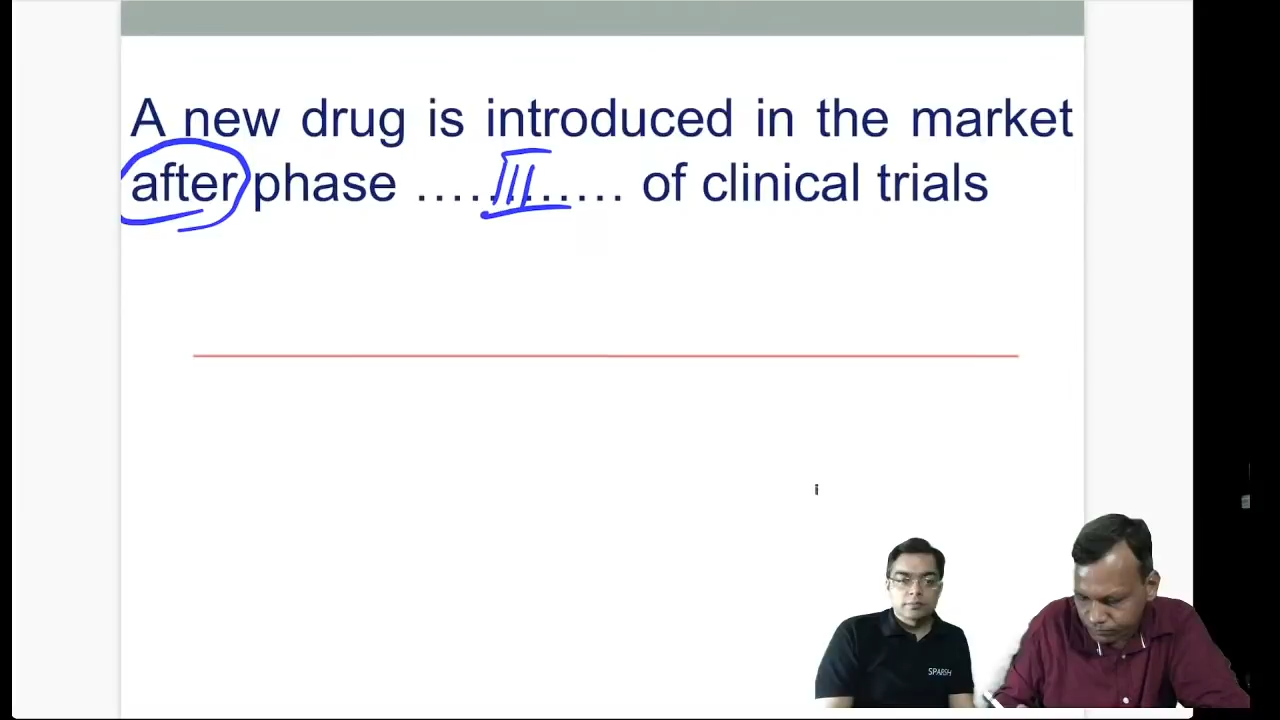 A new drug is introduced in the market
after phase ....III........ of clinical trials
SPARSH